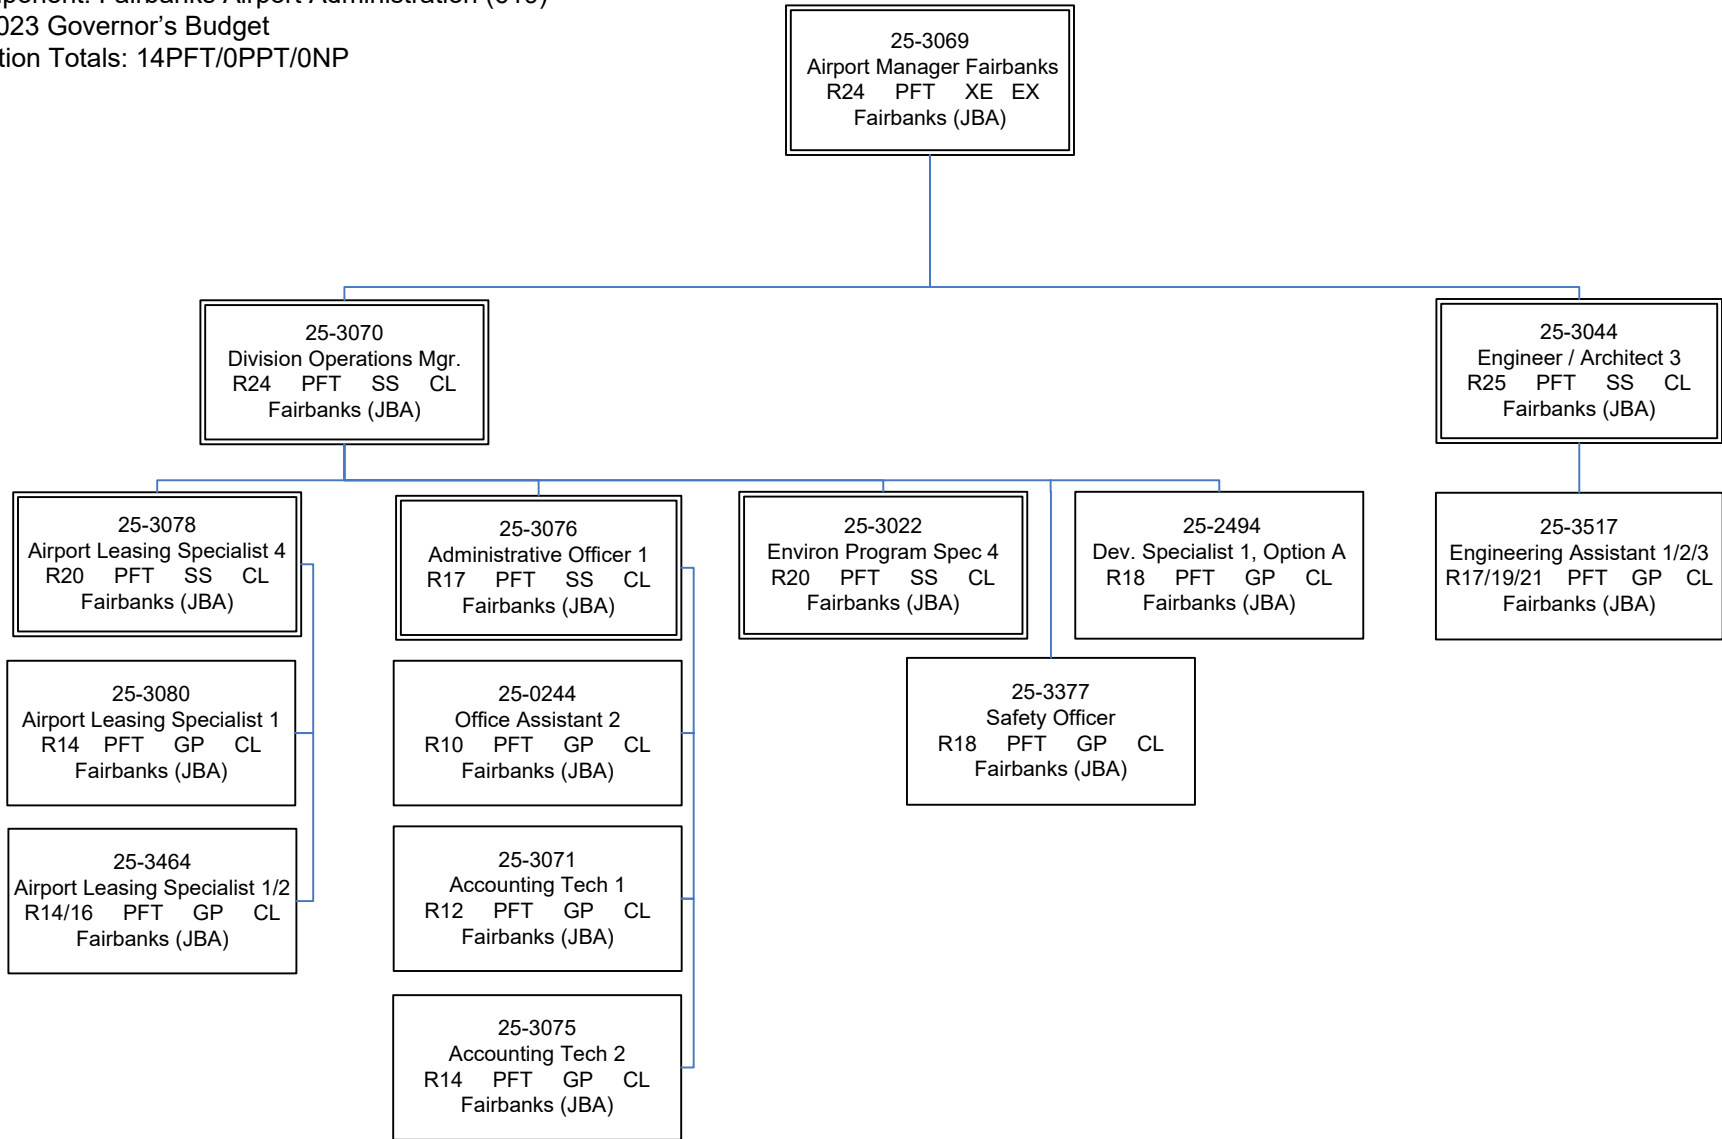 023 Governor's Budget
tion Totals: 14PFT/0PPT/0NP
25-3069
Airport Manager Fairbanks
R24 PFT XE EX
Fairbanks (JBA)
25-3070
Division Operations Mgr.
R24 PFT SS CL
Fairbanks (JBA)
25-3044
Engineer / Architect 3
R25 PFT SS CL
Fairbanks (JBA)
25-3078
Airport Leasing Specialist 4
R20 PFT SS CL
Fairbanks (JBA)
25-3076
Administrative Officer 1
R17 PFT SS CL
Fairbanks (JBA)
25-3022
Environ Program Spec 4
R20 PFT SS CL
Fairbanks (JBA)
25-2494
Dev. Specialist 1, Option A
R18 PFT GP CL
Fairbanks (JBA)
25-3517
Engineering Assistant 1/2/3
R17/19/21 PFT GP CL
Fairbanks (JBA)
25-3080
Airport Leasing Specialist 1
R14 PFT GP CL
Fairbanks (JBA)
25-0244
Office Assistant 2
R10 PFT GP CL
Fairbanks (JBA)
25-3377
Safety Officer
R18 PFT GP CL
Fairbanks (JBA)
25-3464
Airport Leasing Specialist 1/2
R14/16 PFT GP CL
Fairbanks (JBA)
25-3071
Accounting Tech 1
R12 PFT GP CL
Fairbanks (JBA)
25-3075
Accounting Tech 2
R14 PFT GP CL
Fairbanks (JBA)